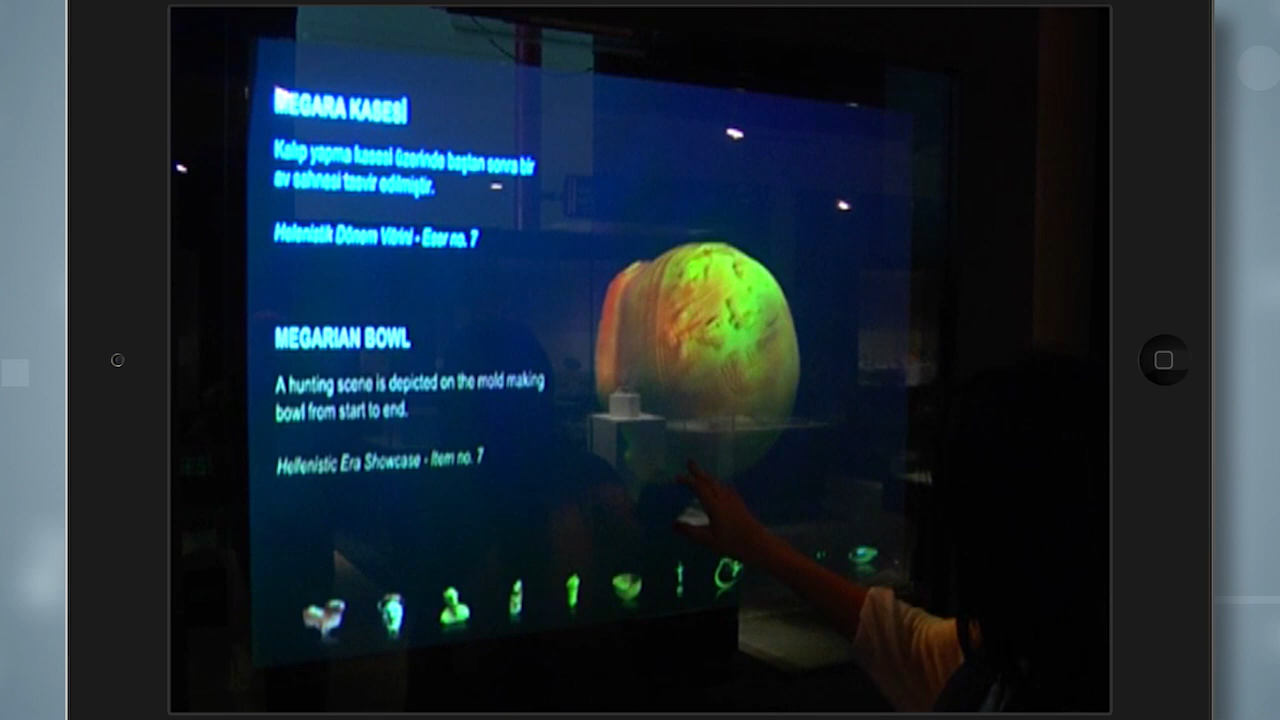 MEGARA KASESİ
Kalıp yapma kasesi üzerinde baştan sonra bir
av sahnesi tasvir edilmiştir.
Helenistik Dönem Vitrini - Eser no. 7
MEGARIAN BOWL
A hunting scene is depicted on the mold making
bowl from start to end.
Hellenistic Era Showcase - Item no. 7